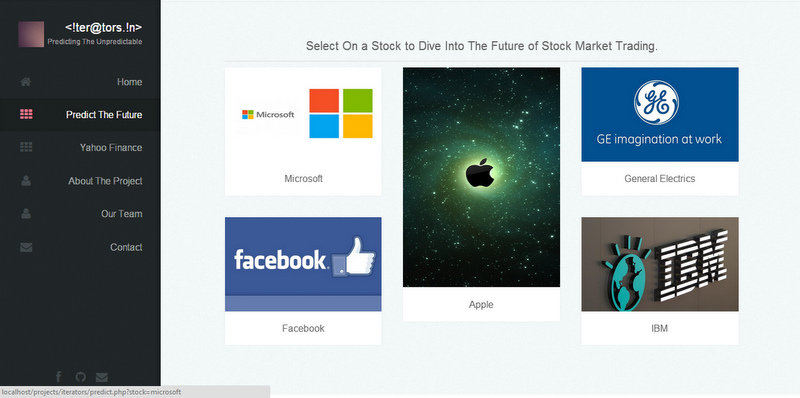 <!ter@tors.!n>
Predicting The Unpredictable
Home
Predict The Future
Yahoo Finance
About The Project
Our Team
Contact
Select On a Stock to Dive Into The Future of Stock Market Trading.
Microsoft
Microsoft
facebook.
Facebook
Apple
GE
GE imagination at work
General Electrics
IBM
IBM
localhost/projects/iterators/predict.php?stock=microsoft